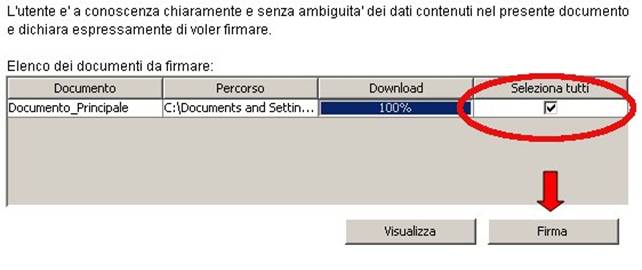 L'utente e' a conoscenza chiaramente e senza ambiguita' dei dati contenuti nel presente documento
e dichiara espressamente di voler firmare.
Elenco dei documenti da firmare:
Documento Percorso Download Seleziona tutti
Documento_Principale C:\Documents and Settin... 100%
Visualizza Firma